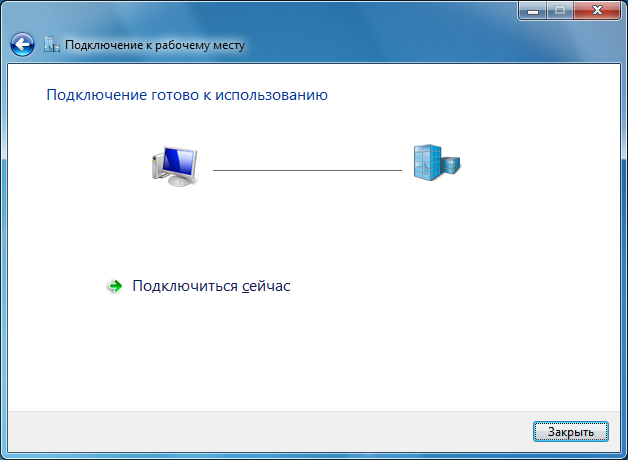 Подключение к рабочему месту
Подключение готово к использованию
Подключиться сейчас
Закрыть